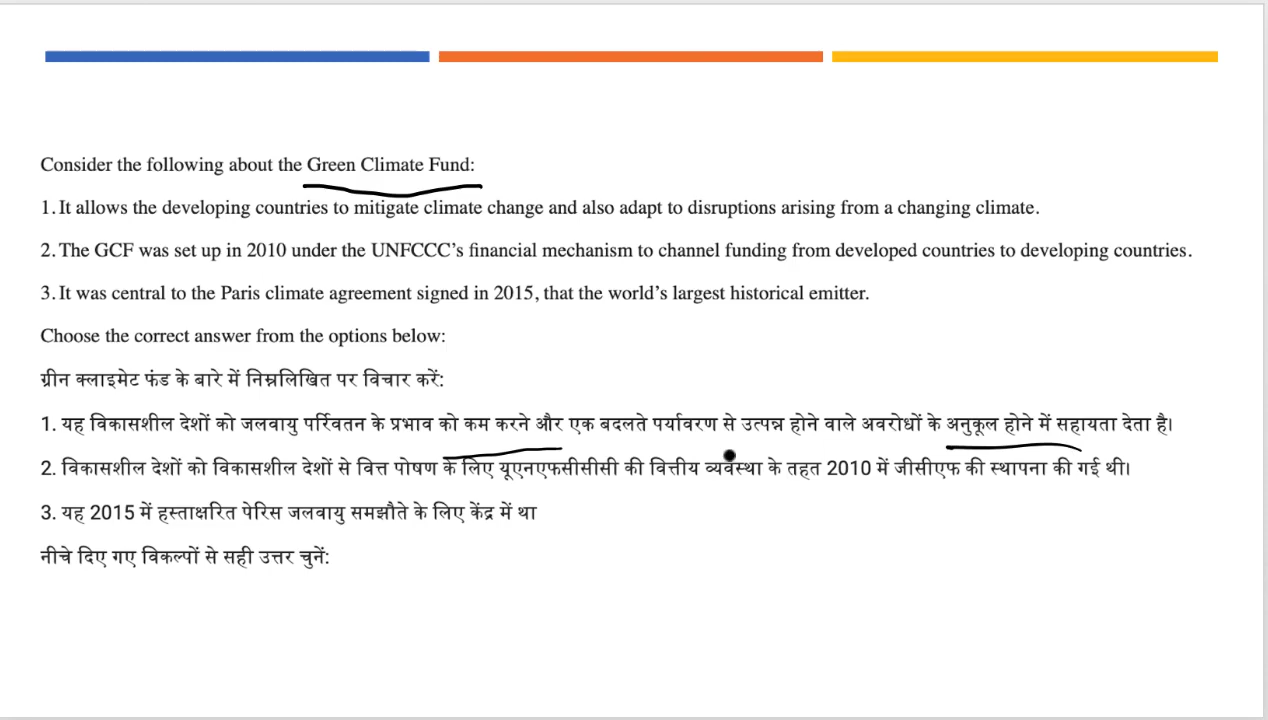 Consider the following about the Green Climate Fund:
1. It allows the developing countries to mitigate climate change and also adapt to disruptions arising from a changing climate.
2. The GCF was set up in 2010 under the UNFCCC’s financial mechanism to channel funding from developed countries to developing countries.
3. It was central to the Paris climate agreement signed in 2015, that the world’s largest historical emitter.
Choose the correct answer from the options below:
ग्रीन क्लाइमेट फंड के बारे में निम्नलिखित पर विचार करें:
1. यह विकासशील देशों को जलवायु पर्रिवतन के प्रभाव को कम करने और एक बदलते पर्यावरण से उत्पन्न होने वाले अवरोधों के अनुकूल होने में सहायता देता है।
2. विकासशील देशों को विकासशील देशों से वित्त पोषण के लिए यूएनएफसीसीसी की वित्तीय व्यवस्था के तहत 2010 में जीसीएफ की स्थापना की गई थी।
3. यह 2015 में हस्ताक्षरित पेरिस जलवायु समझौते के लिए केंद्र में था
नीचे दिए गए विकल्पों से सही उत्तर चुनें: